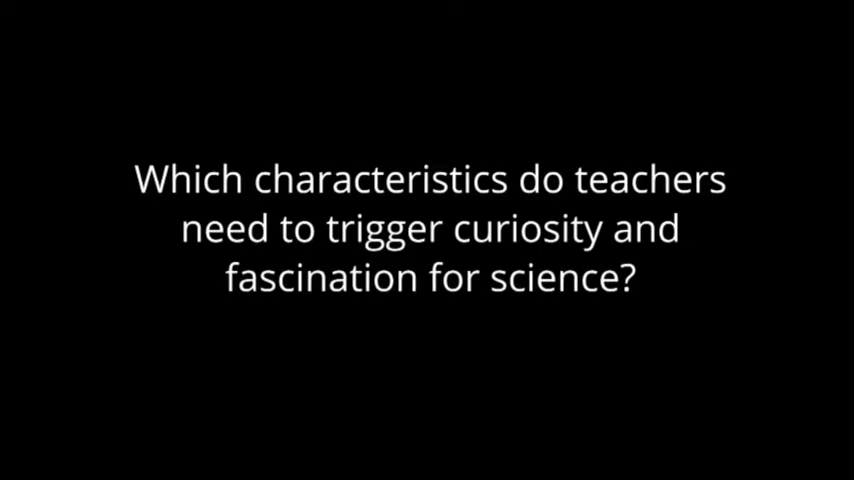 Which characteristics do teachers
need to trigger curiosity and
fascination for science?